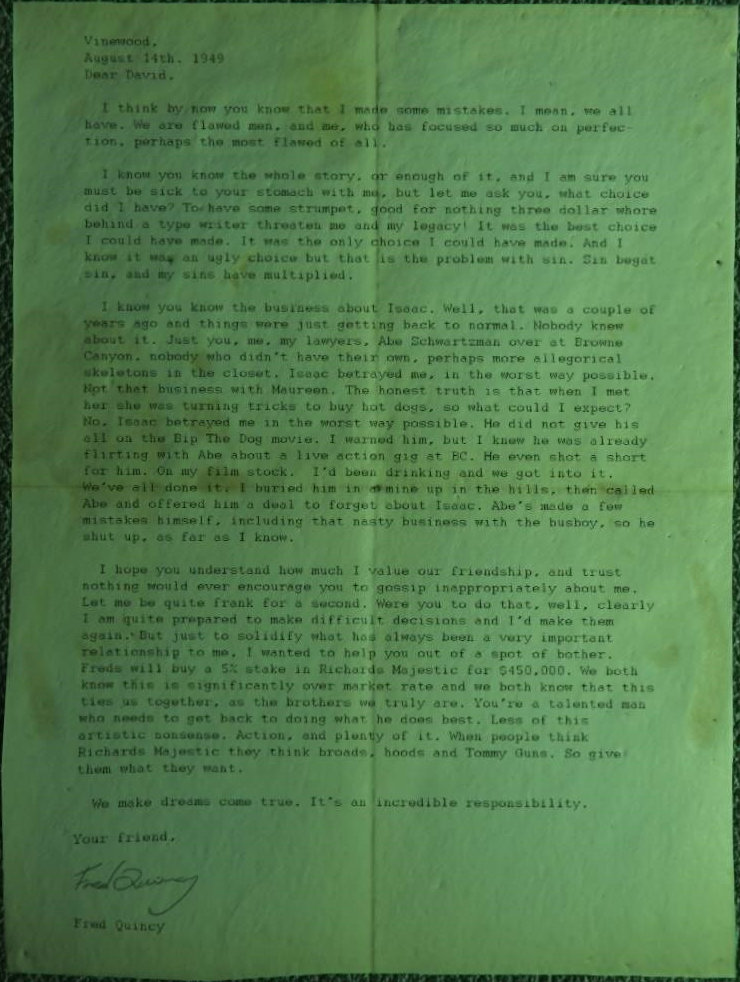 Vinewood,
August 14th. 1949
Dear David,
I think by now you know that I made some mistakes. I mean, we all
have. We are flawed men, and me, who has focused so much on perfec-
tion, perhaps the most flawed of all.
I know you know the whole story, or enough of it, and I am sure you
must be sick to your stomach with me, but let me ask you, what choice
did I have? To have some strumpet, good for nothing three dollar whore
behind a type writer threaten me and my legacy! It was the best choice
I could have made. It was the only choice I could have made. And I
know it was an ugly choice but that is the problem with sin. Sin begat
sin, and my sins have multiplied.
I know you know the business about Isaac. Well, that was a couple of
years ago and things were just getting back to normal. Nobody knew
about it. Just you, me, my lawyers, Abe Schwartzman over at Browne
Canyon, nobody who didn't have their own, perhaps more allegorical
skeletons in the closet. Isaac betrayed me, in the worst way possible.
Not that business with Maureen. The honest truth is that when I met
her she was turning tricks to buy hot dogs, so what could I expect?
No, Isaac betrayed me in the worst way possible. He did not give his
all on the Bip The Dog movie. I warned him, but I knew he was already
flirting with Abe about a live action gig at BC. He even shot a short
for him. On my film stock. I'd been drinking and we got into it.
We've all done it. I buried him in a mine up in the hills, then called
Abe and offered him a deal to forget about Isaac. Abe's made a few
mistakes himself, including that nasty business with the busboy, so he
shut up, as far as I know.
I hope you understand how much I value our friendship, and trust
nothing would ever encourage you to gossip inappropriately about me.
Let me be quite frank for a second. Were you to do that, well, clearly
I am quite prepared to make difficult decisions and I'd make them
again. But just to solidify what has always been a very important
relationship to me, I wanted to help you out of a spot of bother.
Freds will buy a 5% stake in Richards Majestic for $450,000. We both
know this is significantly over market rate and we both know that this
ties us together, as the brothers we truly are. You're a talented man
who needs to get back to doing what he does best. Less of this
artistic nonsense. Action, and plenty of it. When people think
Richards Majestic they think broads, hoods and Tommy Guns. So give
them what they want.
We make dreams come true. It's an incredible responsibility.
Your friend,
Fred Quincy
Fred Quincy